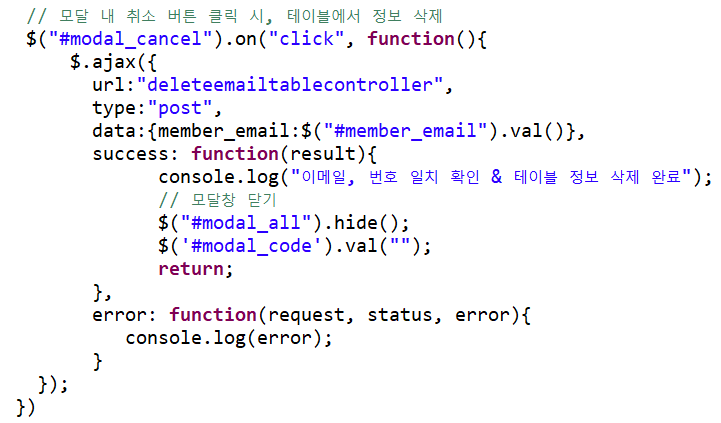 // 모달 내 취소 버튼 클릭 시, 테이블에서 정보 삭제
$("#modal_cancel").on("click", function(){
$.ajax({
url:"deleteemailtablecontroller",
type:"post",
data:{member_email:$("#member_email").val()},
success: function(result){
console.log("이메일, 번호 일치 확인 & 테이블 정보 삭제 완료");
// 모달창 닫기
$("#modal_all").hide();
$('#modal_code').val("");
return;
},
error: function(request, status, error){
console.log(error);
}
});
})